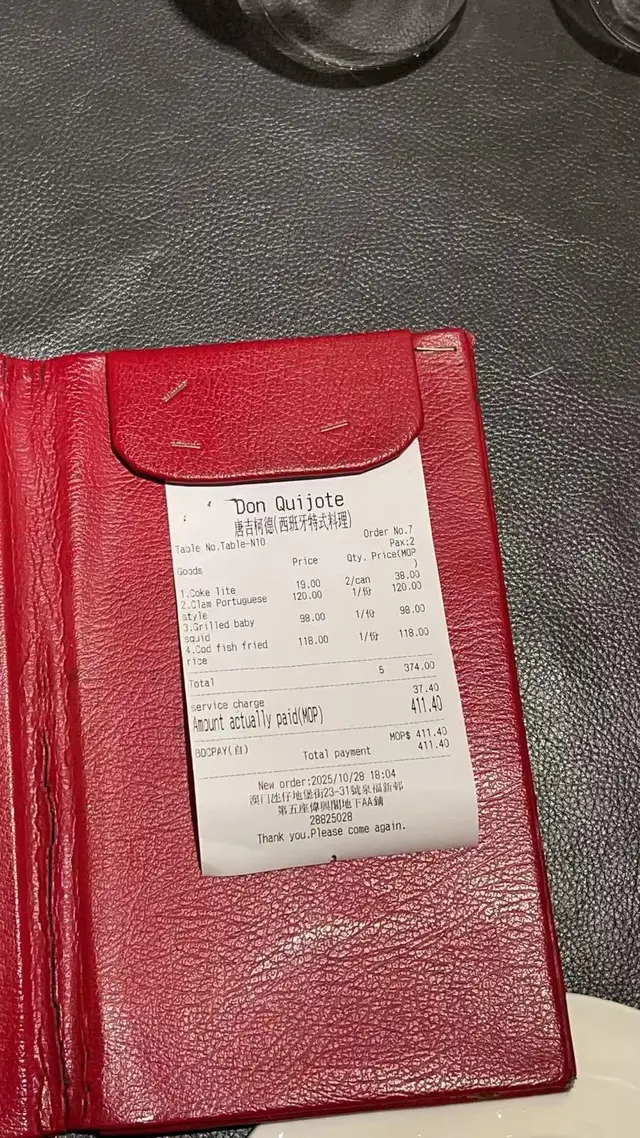 Don Quijote
唐吉柯德(西班牙特式料理)
Table No.Table-N10 Order No.7
Pax:2
Goods Price Qty. Price(MOP
)
1.Coke lite 19.00 2/can 38.00
2.Clam Portuguese 120.00 1/份 120.00
style
3.Grilled baby 98.00 1/份 98.00
squid
4.Cod fish fried 118.00 1/份 118.00
rice
Total 5 374.00
service charge 37.40
Amount actually paid(MOP) 411.40
BOCPAY(自) MOP$ 411.40
Total payment 411.40
New order:2025/10/28 18:04
澳门氹仔地堡街23-31號泉福新邨
第五座偉興閣地下AA鋪
28825028
Thank you.Please come again.